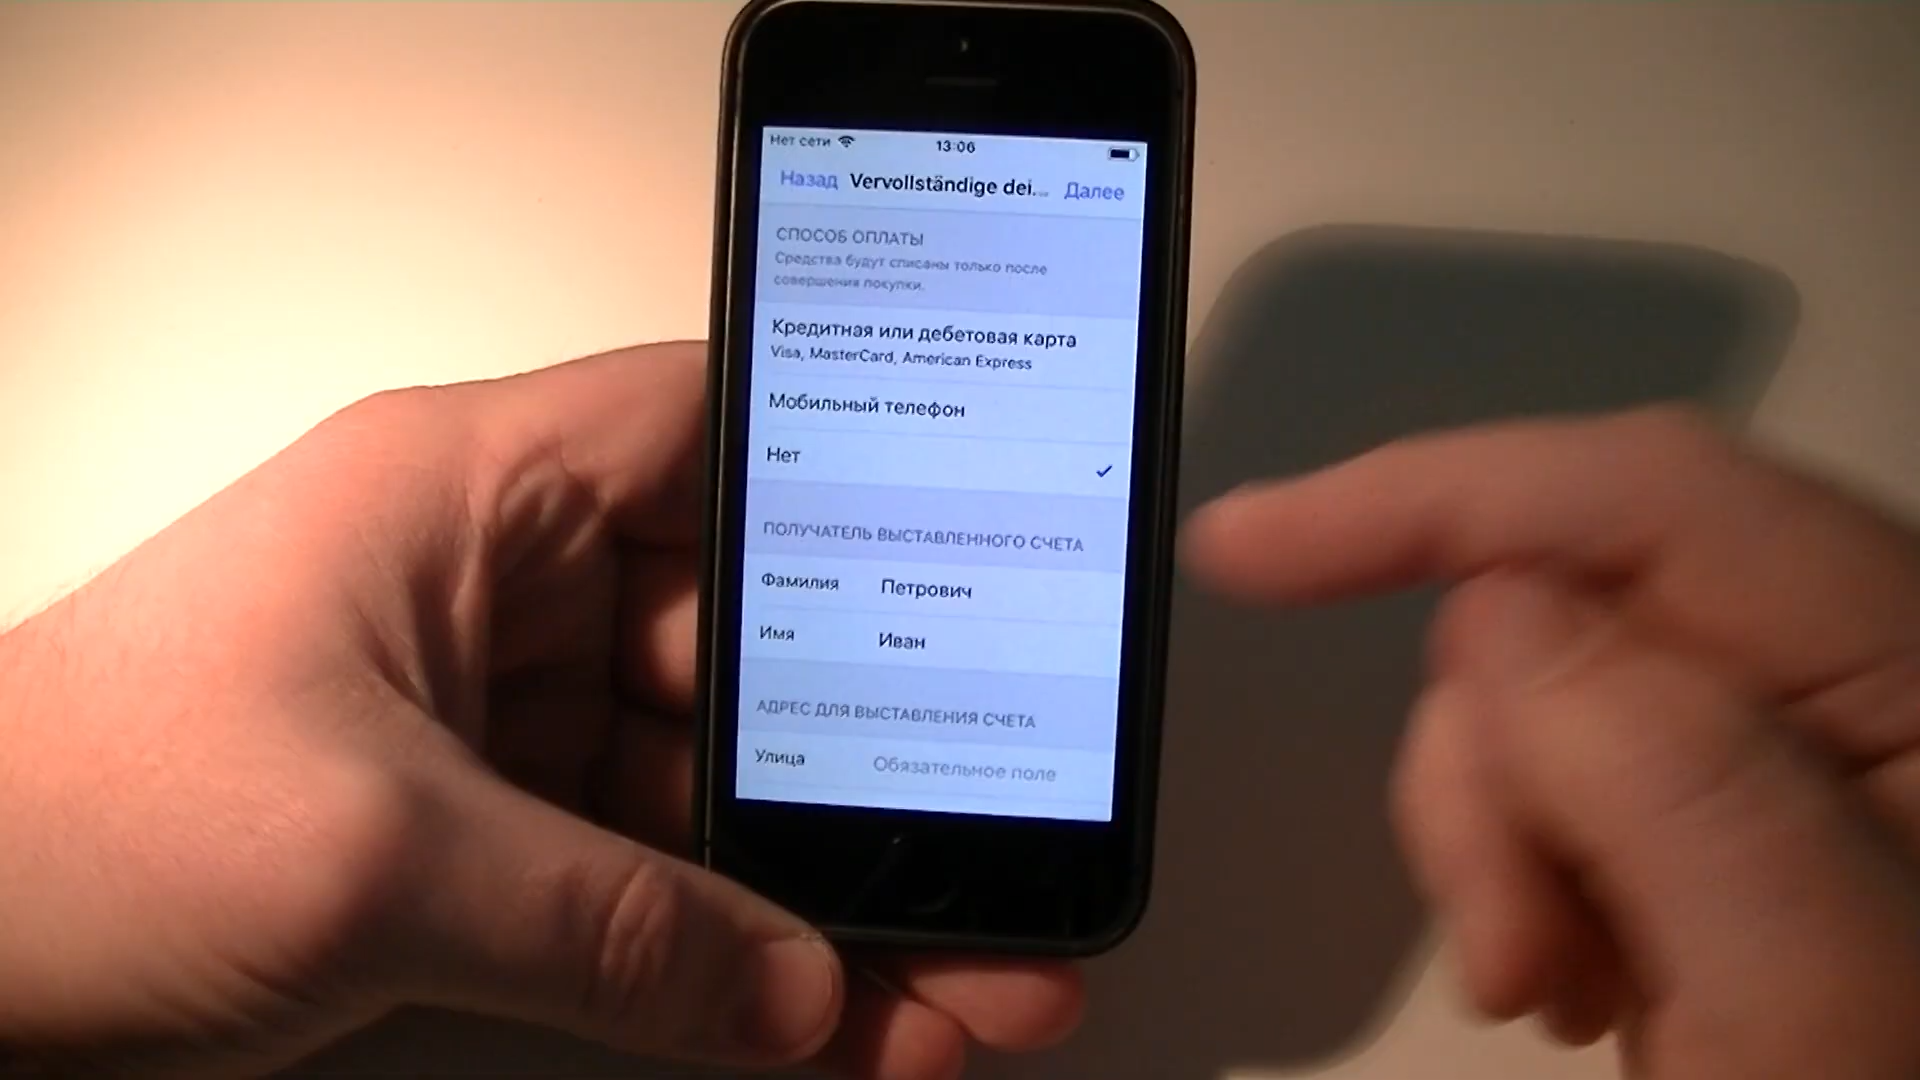 Нет сети 13:06
Назад Vervollständige dei... Далее
СПОСОБ ОПЛАТЫ
Средства будут списаны только после
совершения покупки.
Кредитная или дебетовая карта
Visa, MasterCard, American Express
Мобильный телефон
Нет
ПОЛУЧАТЕЛЬ ВЫСТАВЛЕННОГО СЧЕТА
Фамилия Петрович
Имя Иван
АДРЕС ДЛЯ ВЫСТАВЛЕНИЯ СЧЕТА
Улица Обязательное поле